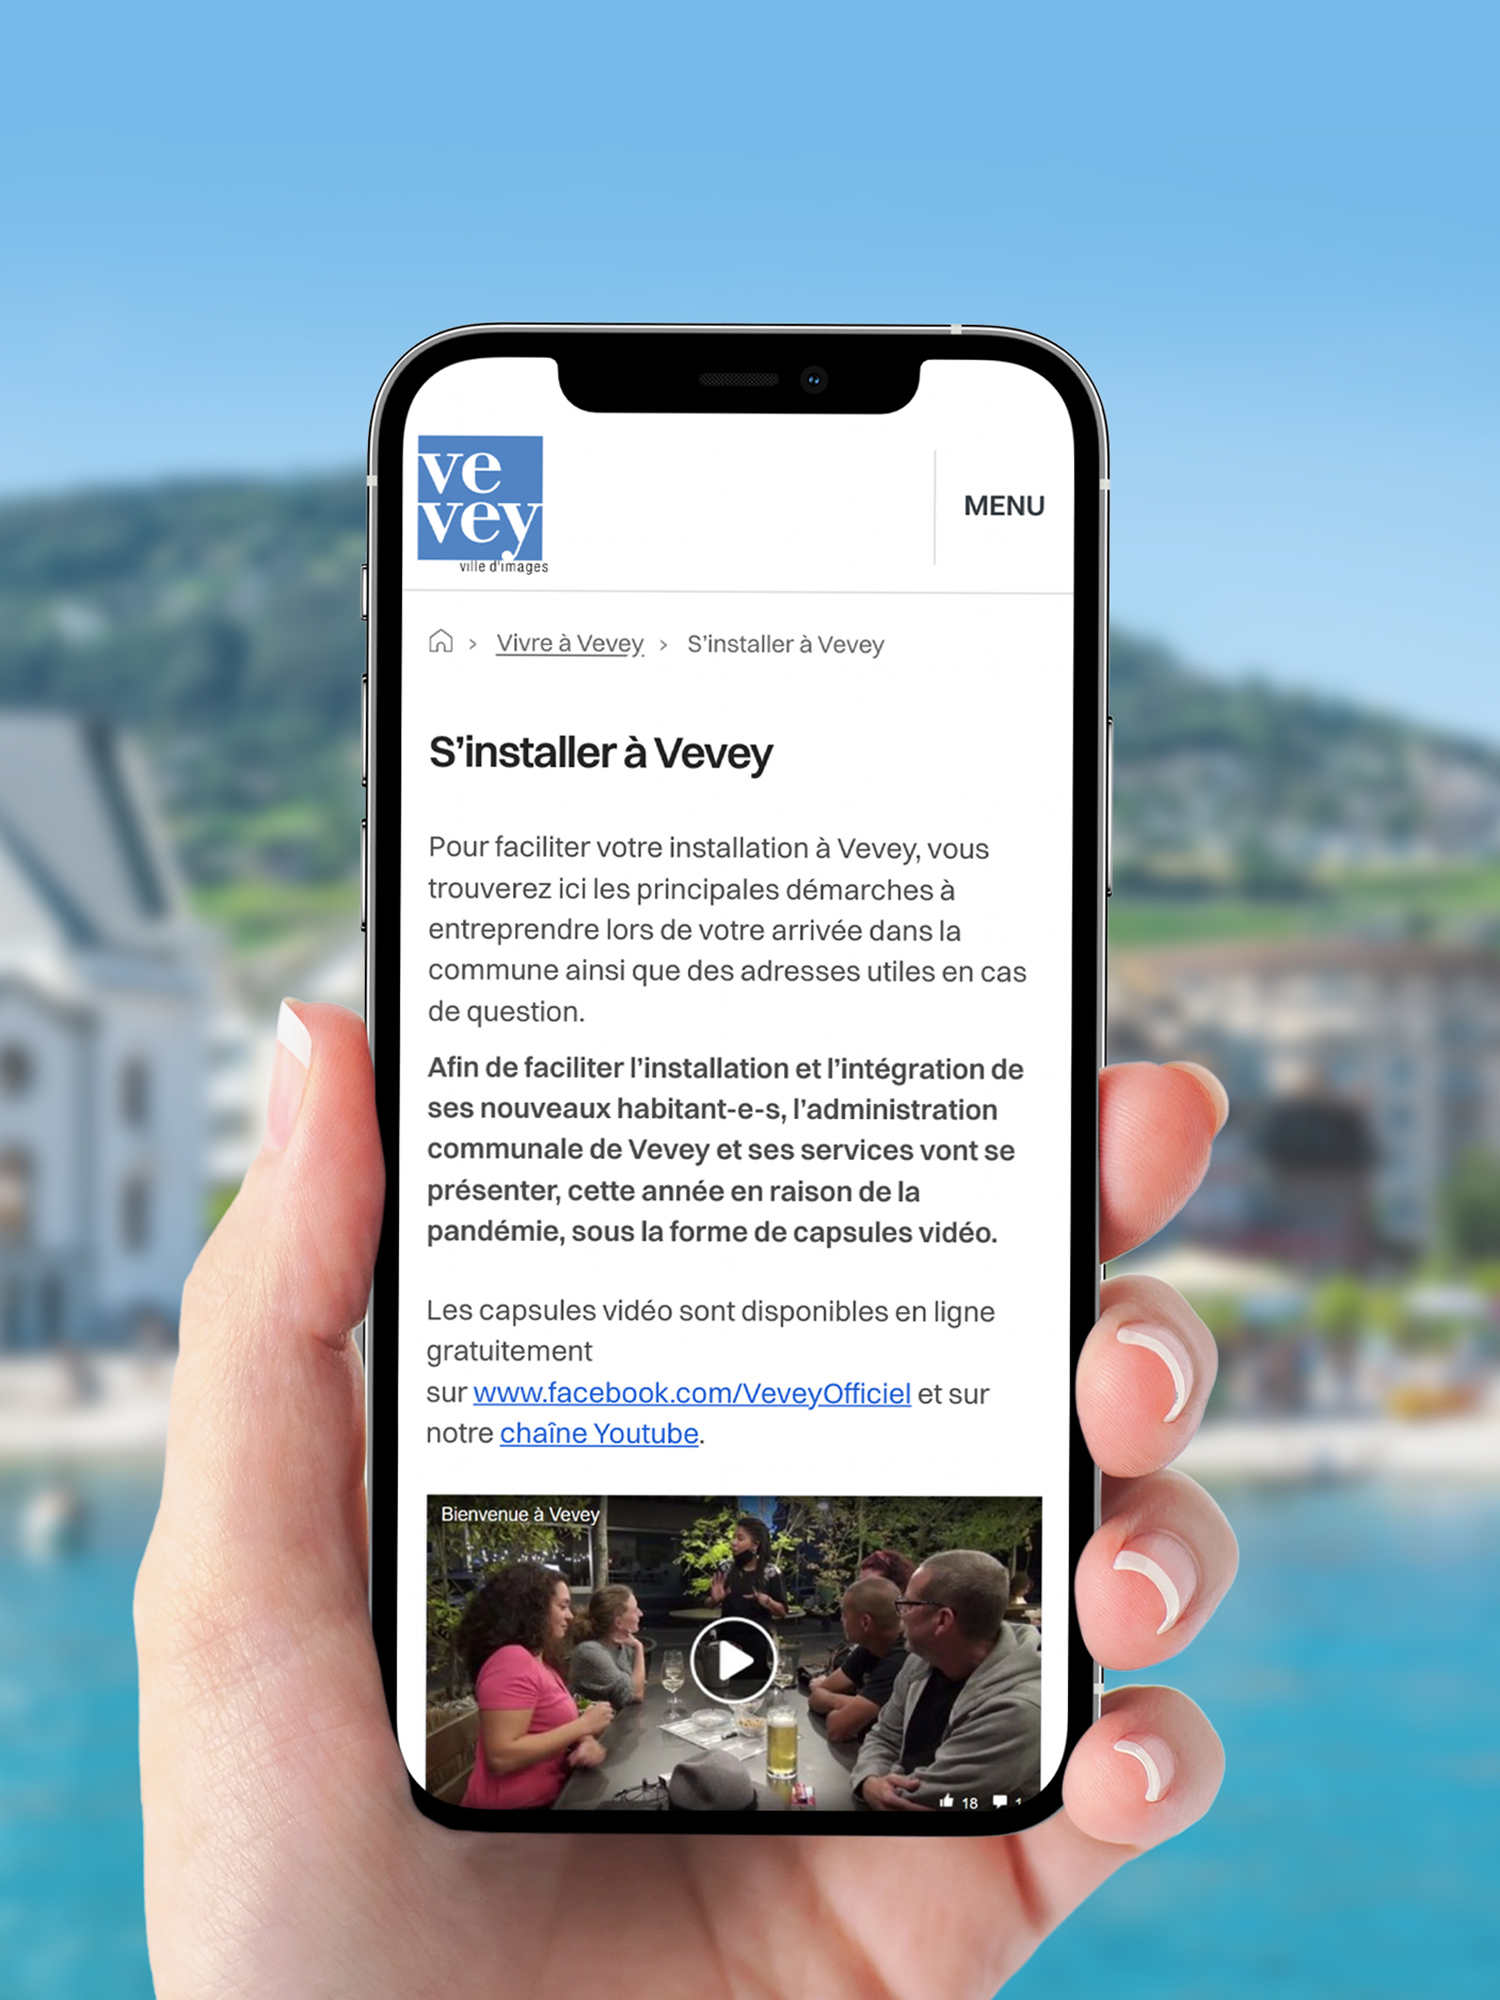 ve
vey
ville d'images
MENU
> Vivre à Vevey > S’installer à Vevey
S’installer à Vevey
Pour faciliter votre installation à Vevey, vous
trouverez ici les principales démarches à
entreprendre lors de votre arrivée dans la
commune ainsi que des adresses utiles en cas
de question.
Afin de faciliter l’installation et l’intégration de
ses nouveaux habitant-e-s, l’administration
communale de Vevey et ses services vont se
présenter, cette année en raison de la
pandémie, sous la forme de capsules vidéo.
Les capsules vidéo sont disponibles en ligne
gratuitement
sur www.facebook.com/VeveyOfficiel et sur
notre chaîne Youtube.
Bienvenue à Vevey
18 1